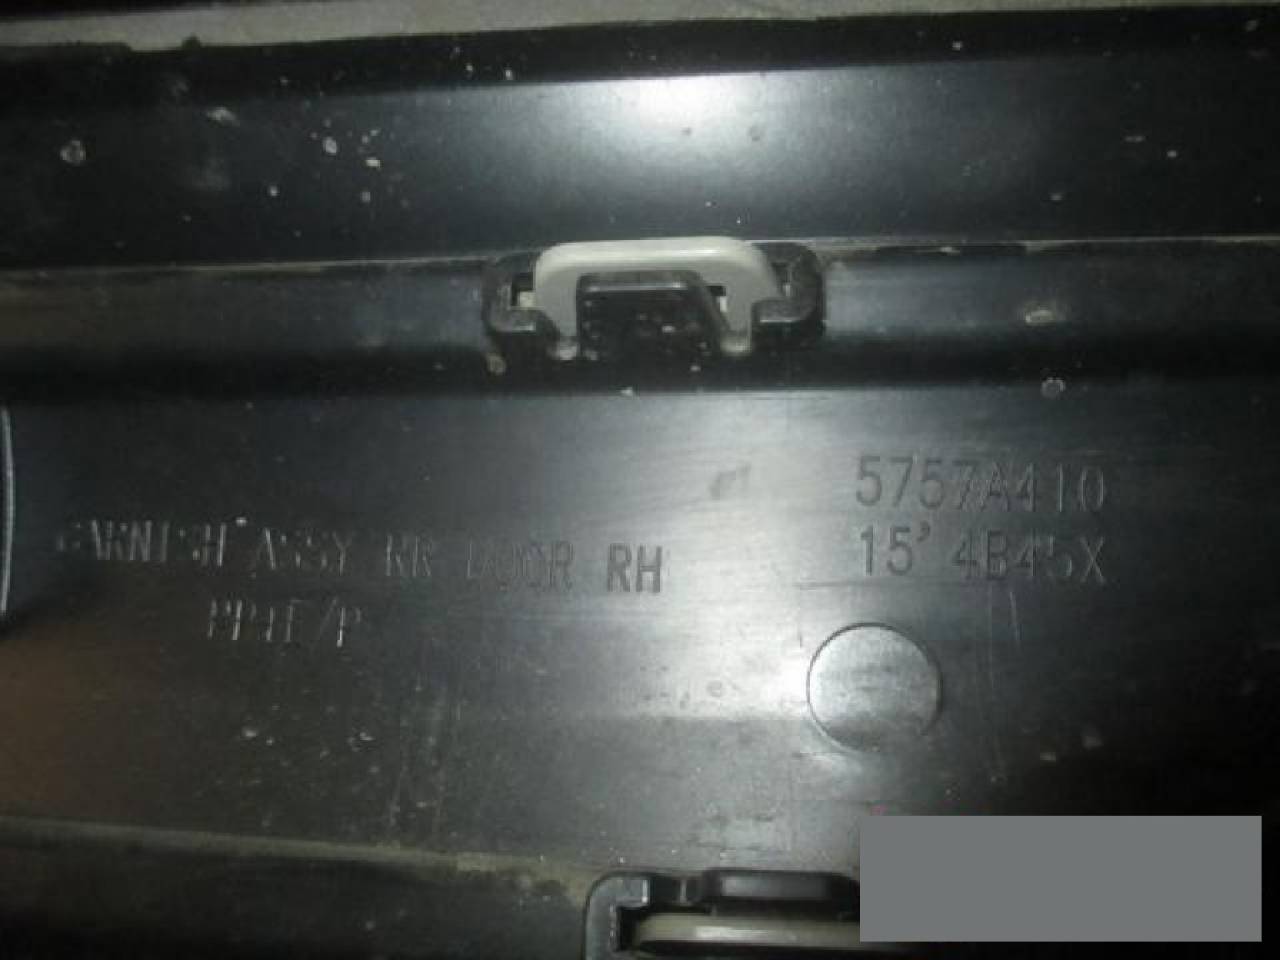 GARNISH ASSY RR DOOR RH
5757A410
15' 4B45X